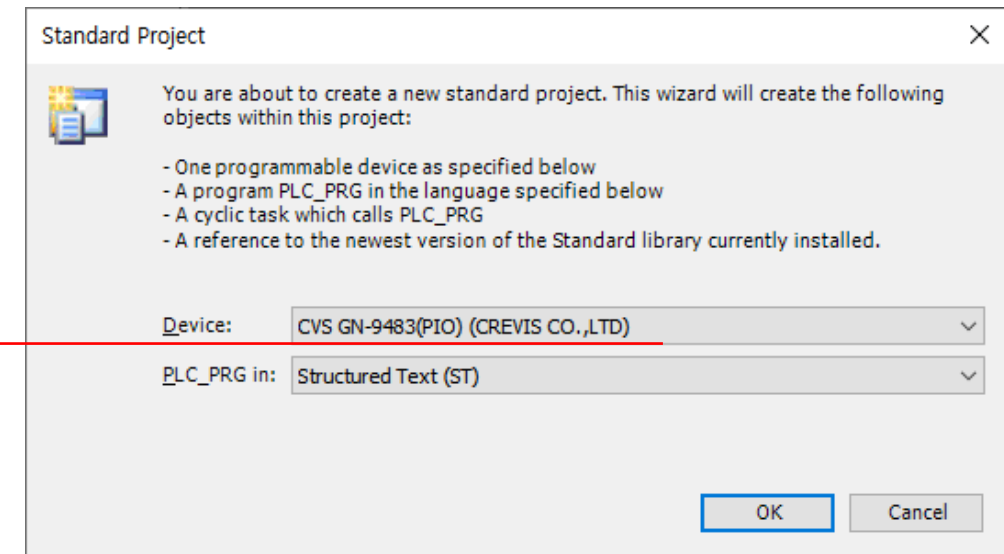 Standard Project
You are about to create a new standard project. This wizard will create the following
objects within this project:
- One programmable device as specified below
- A program PLC_PRG in the language specified below
- A cyclic task which calls PLC_PRG
- A reference to the newest version of the Standard library currently installed.
Device: CVS GN-9483(PIO) (CREVIS CO.,LTD)
PLC_PRG in: Structured Text (ST)
OK Cancel